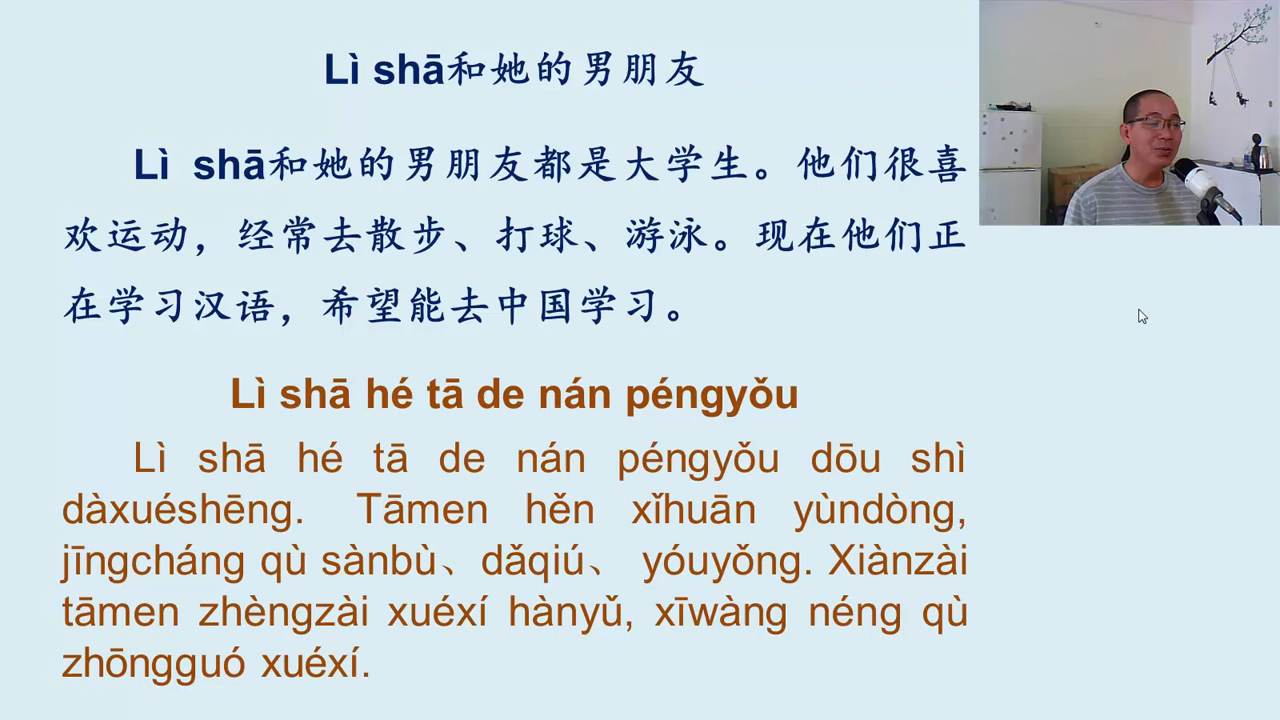 Lì shā和她的男朋友
Lì shā和她的男朋友都是大学生。他们很喜
欢运动，经常去散步、打球、游泳。现在他们正
在学习汉语，希望能去中国学习。
Lì shā hé tā de nán péngyǒu
Lì shā hé tā de nán péngyǒu dōu shì
dàxuéshēng. Tāmen hěn xǐhuān yùndòng,
jīngcháng qù sànbù、dǎqiú、 yóuyǒng. Xiànzài
tāmen zhèngzài xuéxí hànyǔ, xīwàng néng qù
zhōngguó xuéxí.